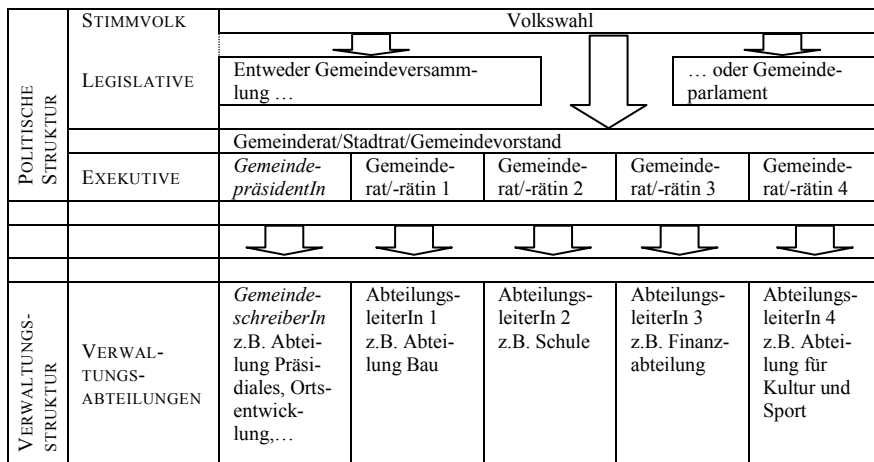 POLITISCHE
STRUKTUR
STIMMVOLK
Volkswahl
LEGISLATIVE
Entweder Gemeindeversamm-
lung …
… oder Gemeinde-
parlament
Gemeinderat/Stadtrat/Gemeindevorstand
EXEKUTIVE
Gemeinde-
präsidentIn
Gemeinde-
rat/-rätin 1
Gemeinde-
rat/-rätin 2
Gemeinde-
rat/-rätin 3
Gemeinde-
rat/-rätin 4
VERWALTUNGS-
STRUKTUR
VERWAL-
TUNGS-
ABTEILUNGEN
Gemeinde-
schreiberIn
z.B. Abtei-
lung Präsi-
diales, Orts-
entwick-
lung,…
Abteilungs-
leiterIn 1
z.B. Abtei-
lung Bau
Abteilungs-
leiterIn 2
z.B. Schule
Abteilungs-
leiterIn 3
z.B. Finanz-
abteilung
Abteilungs-
leiterIn 4
z.B. Abtei-
lung für
Kultur und
Sport